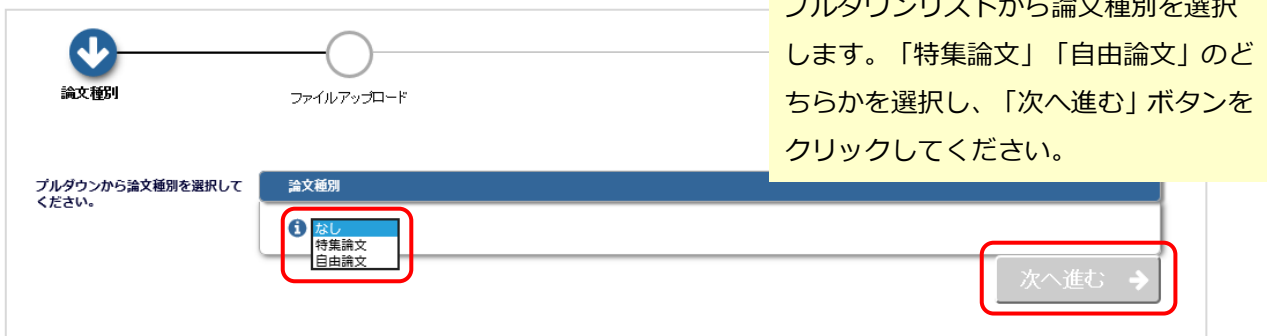 プルダウンリストから論文種別を選択
します。「特集論文」「自由論文」のど
ちらかを選択し、「次へ進む」ボタンを
クリックしてください。
論文種別
ファイルアップロード
プルダウンから論文種別を選択して
ください。
論文種別
なし
特集論文
自由論文
次へ進む